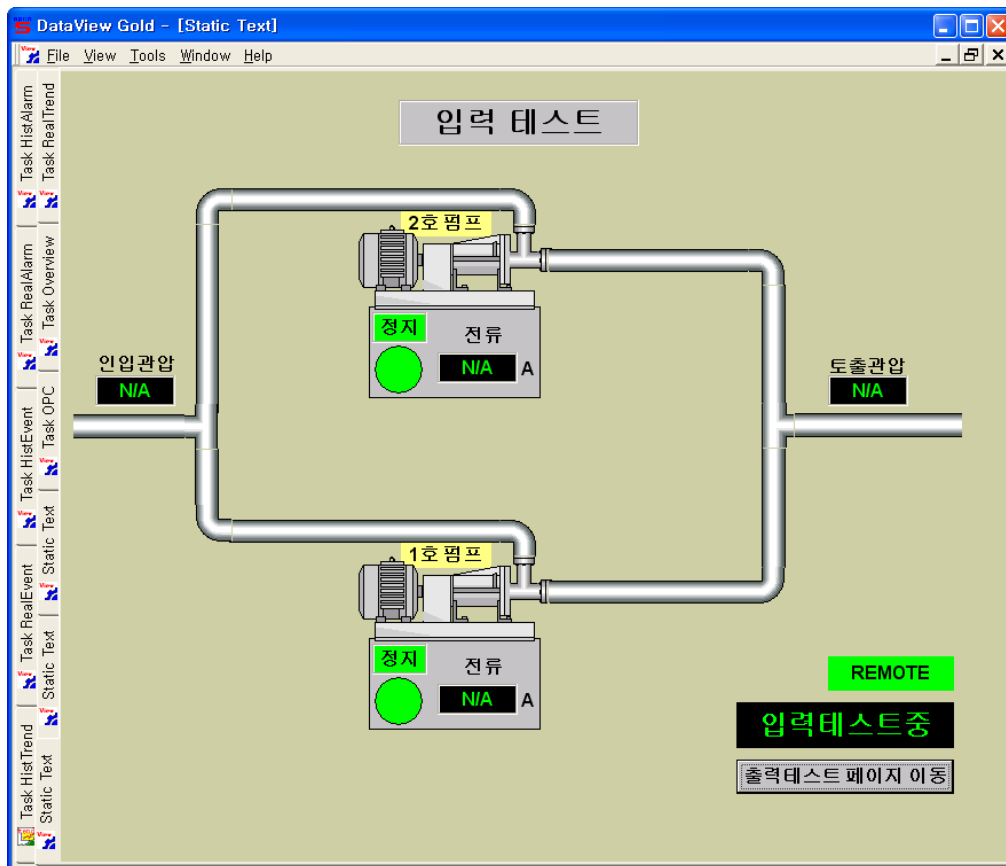 DataView Gold - [Static Text]
File View Tools Window Help
Task HistAlarm
Task RealTrend
Task RealAlarm
Task Overview
Task HistEvent
Task OPC
Task RealEvent
Static Text
Static Text
Task HistTrend
Static Text
입력 테스트
2호 펌프
정지
전류
N/A A
인입관압
N/A
토출관압
N/A
1호 펌프
정지
전류
N/A A
REMOTE
입력테스트중
출력테스트 페이지 이동